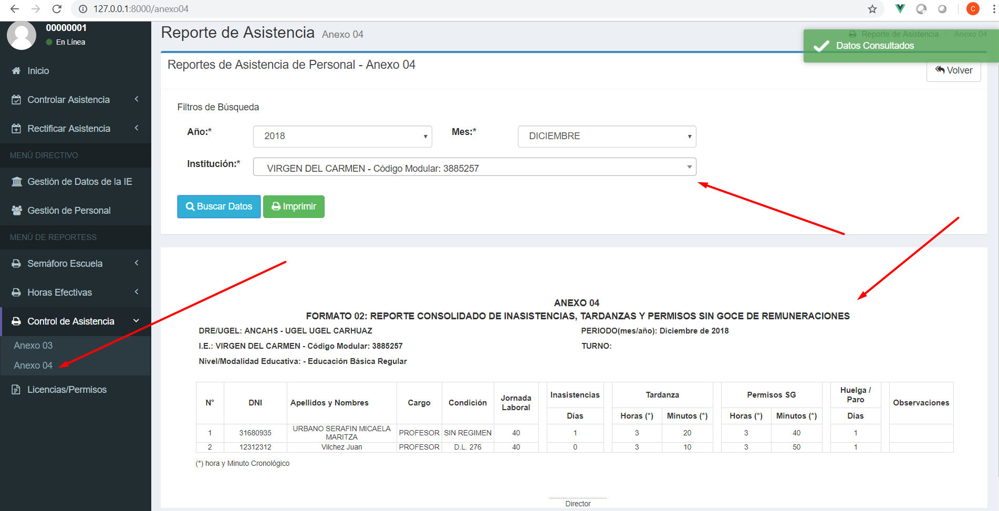 127.0.0.1:8000/anexo04
C
00000001
En Línea
Inicio
Controlar Asistencia
Rectificar Asistencia
MENÚ DIRECTIVO
Gestión de Datos de la IE
Gestión de Personal
MENÚ DE REPORTESS
Semáforo Escuela
Horas Efectivas
Control de Asistencia
Anexo 03
Anexo 04
Licencias/Permisos
Reporte de Asistencia Anexo 04
Reporte de Asistencia Anexo 04
Datos Consultados
Reportes de Asistencia de Personal - Anexo 04
Volver
Filtros de Búsqueda
Año:* 2018 Mes:* DICIEMBRE
Institución:* VIRGEN DEL CARMEN - Código Modular: 3885257
Buscar Datos Imprimir
ANEXO 04
FORMATO 02: REPORTE CONSOLIDADO DE INASISTENCIAS, TARDANZAS Y PERMISOS SIN GOCE DE REMUNERACIONES
DRE/UGEL: ANCAHS - UGEL UGEL CARHUAZ PERIODO(mes/año): Diciembre de 2018
I.E.: VIRGEN DEL CARMEN - Código Modular: 3885257 TURNO:
Nivel/Modalidad Educativa: - Educación Básica Regular
N° DNI Apellidos y Nombres Cargo Condición Jornada Laboral Inasistencias Tardanza Permisos SG Huelga / Paro Observaciones
Días Horas (*) Minutos (*) Horas (*) Minutos (*) Días
1 31680935 URBANO SERAFIN MICAELA MARITZA PROFESOR SIN REGIMEN 40 1 3 20 3 40 1
2 12312312 Vilchez Juan PROFESOR D.L. 276 40 0 3 10 3 50 1
(*) hora y Minuto Cronológico
Director